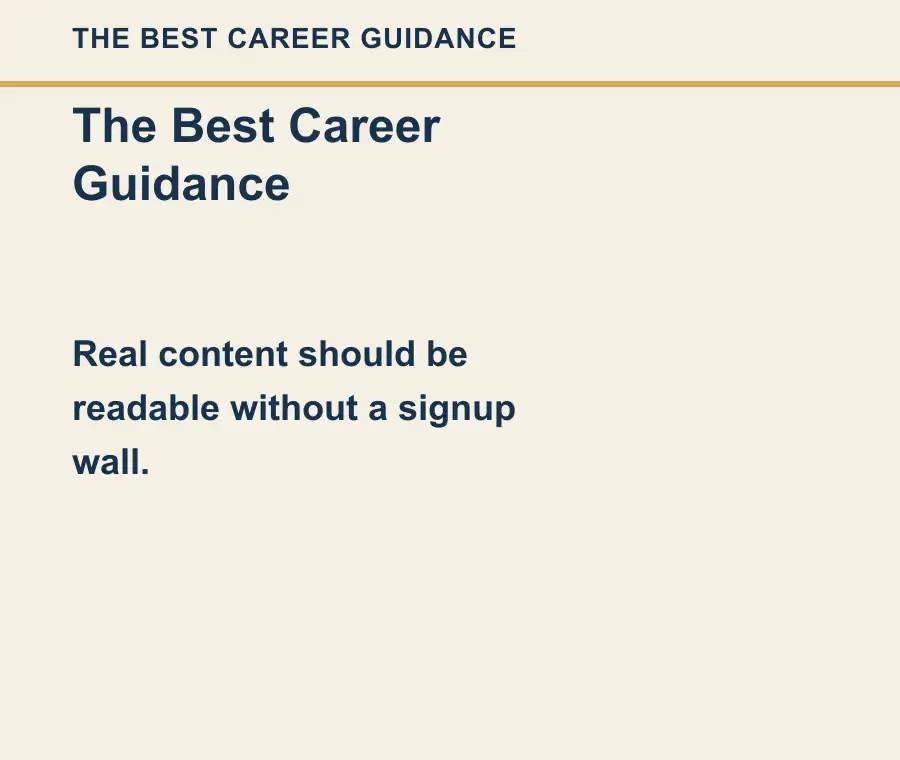 THE BEST CAREER GUIDANCE
The Best Career
Guidance
Real content should be
readable without a signup
wall.